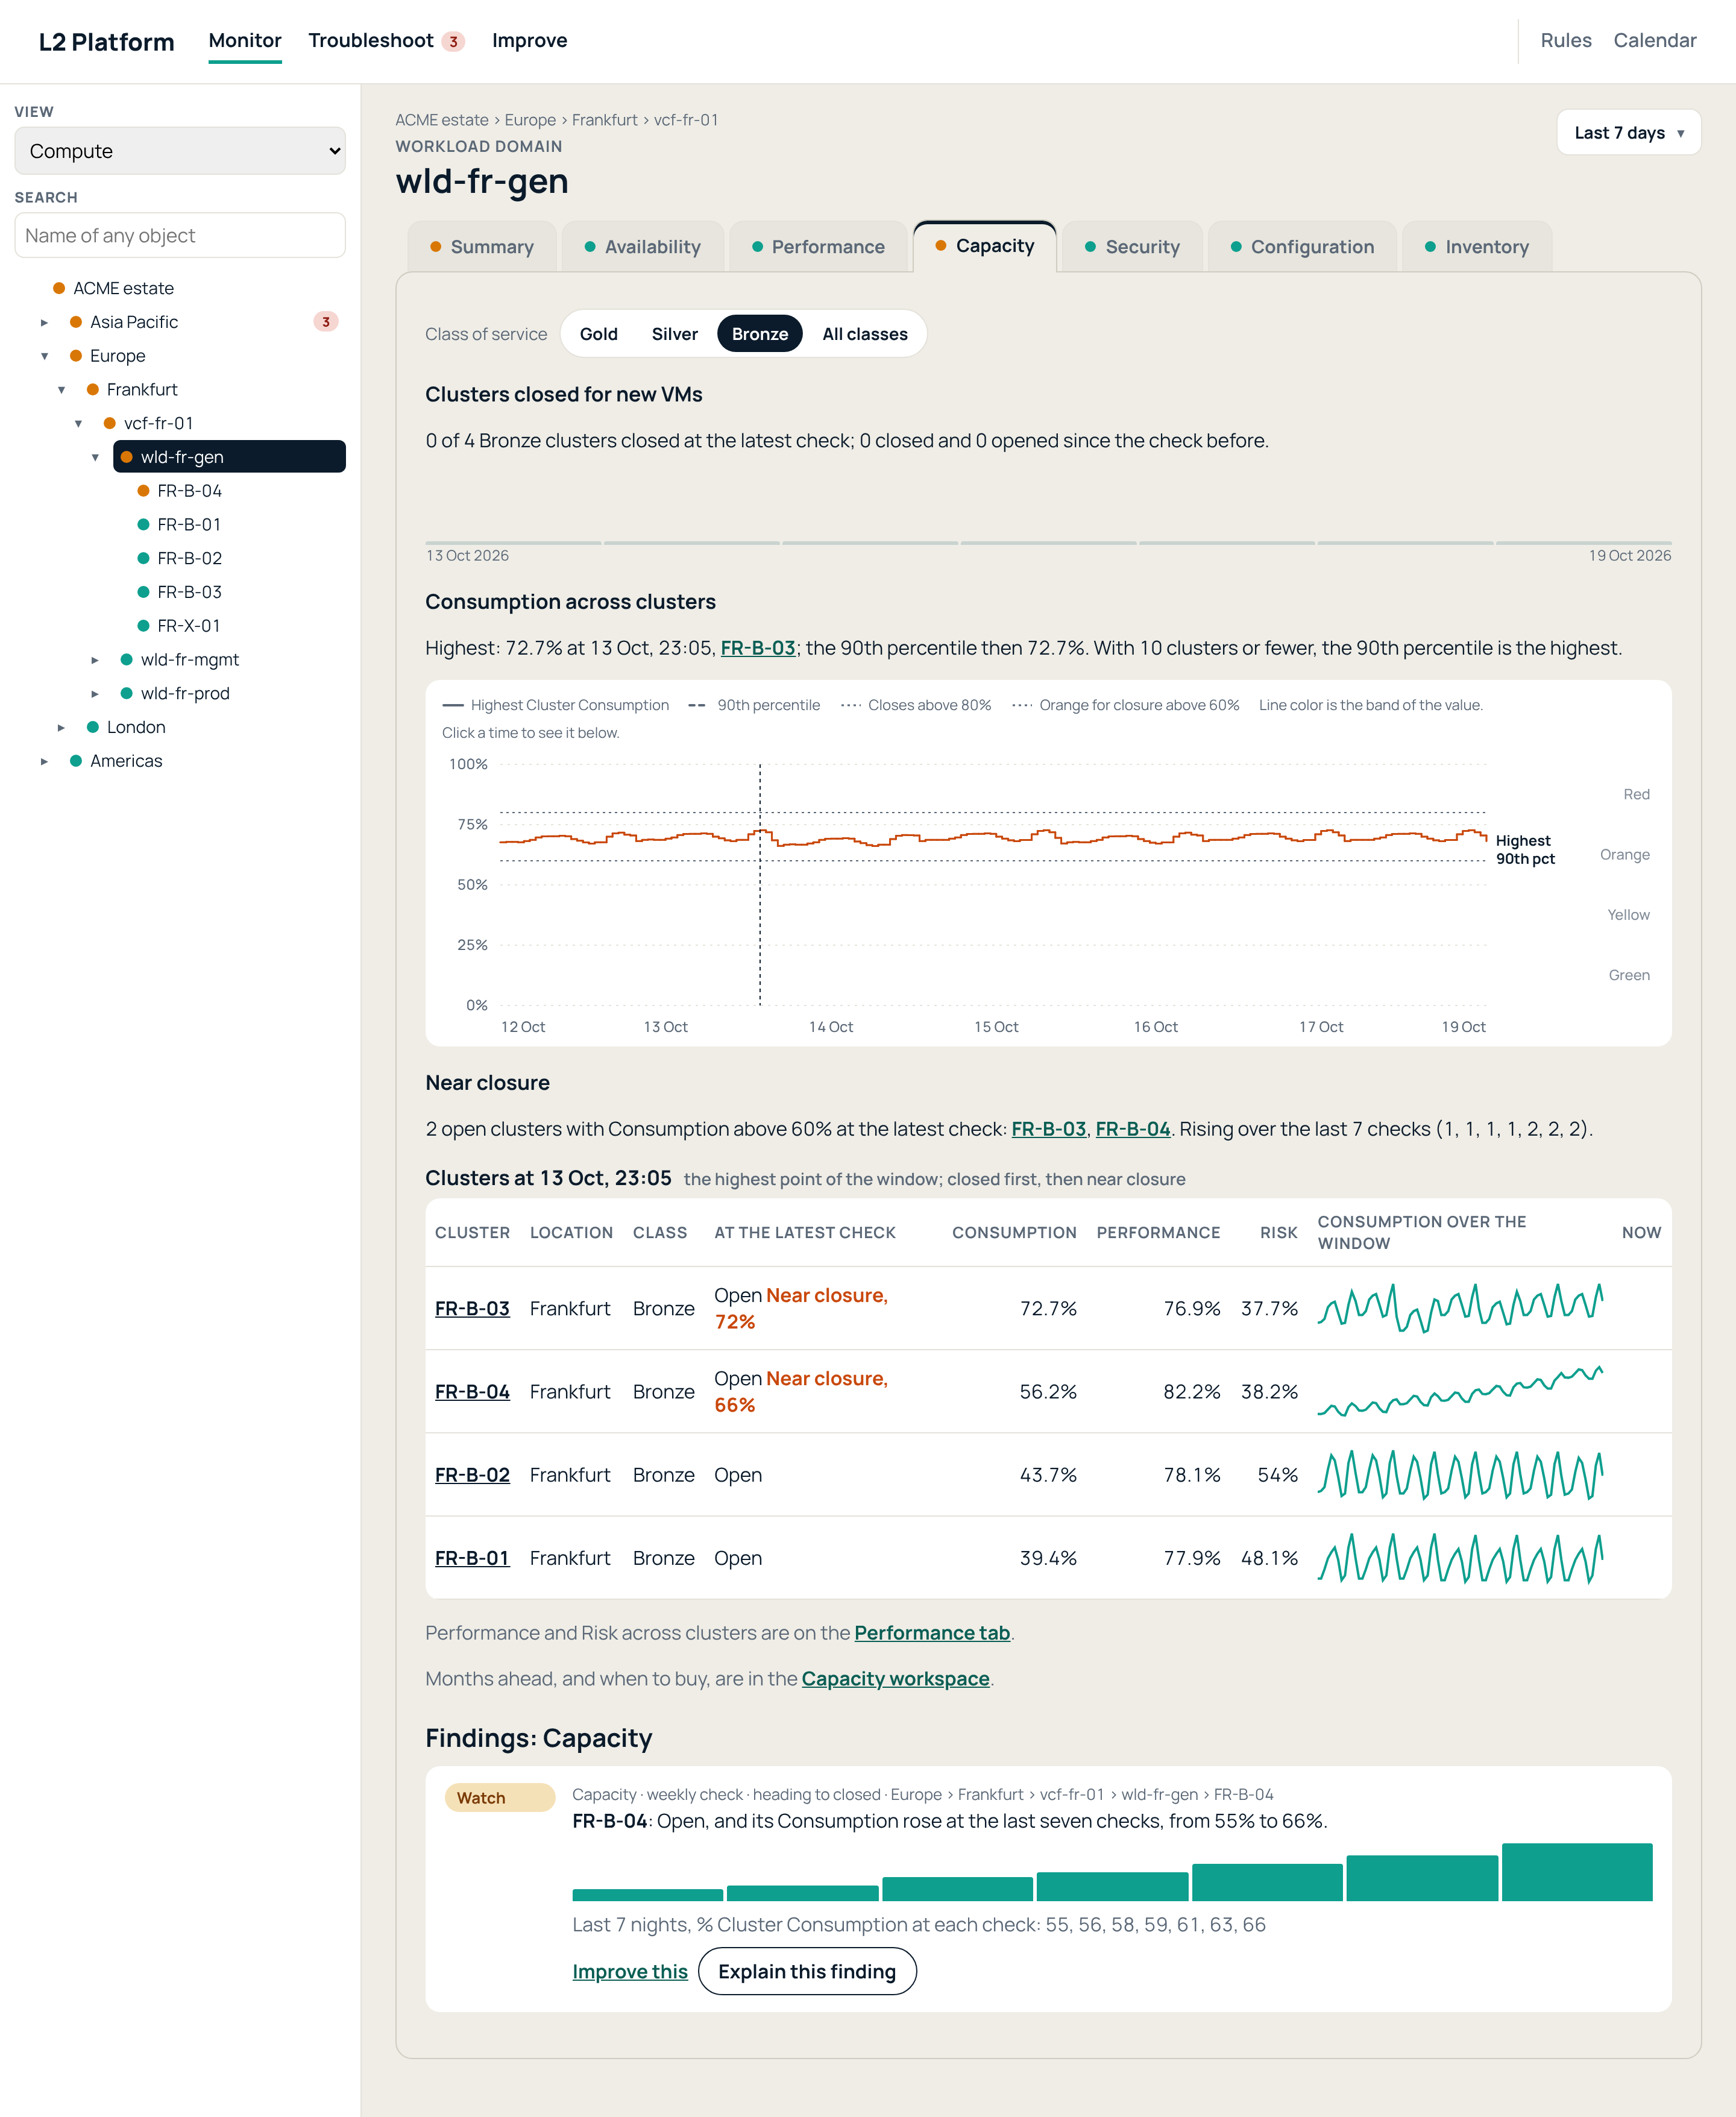 L2 Platform Monitor Troubleshoot 3 Improve Rules Calendar
VIEW
Compute
SEARCH
Name of any object
ACME estate
Asia Pacific 3
Europe
Frankfurt
vcf-fr-01
wld-fr-gen
FR-B-04
FR-B-01
FR-B-02
FR-B-03
FR-X-01
wld-fr-mgmt
wld-fr-prod
London
Americas
ACME estate › Europe › Frankfurt › vcf-fr-01
WORKLOAD DOMAIN
wld-fr-gen
Last 7 days
Summary Availability Performance Capacity Security Configuration Inventory
Class of service Gold Silver Bronze All classes
Clusters closed for new VMs
0 of 4 Bronze clusters closed at the latest check; 0 closed and 0 opened since the check before.
13 Oct 2026 19 Oct 2026
Consumption across clusters
Highest: 72.7% at 13 Oct, 23:05, FR-B-03; the 90th percentile then 72.7%. With 10 clusters or fewer, the 90th percentile is the highest.
Highest Cluster Consumption 90th percentile Closes above 80% Orange for closure above 60% Line color is the band of the value.
Click a time to see it below.
100%
Red
75%
Highest
90th pct
Orange
50%
Yellow
25%
Green
0%
12 Oct 13 Oct 14 Oct 15 Oct 16 Oct 17 Oct 19 Oct
Near closure
2 open clusters with Consumption above 60% at the latest check: FR-B-03, FR-B-04. Rising over the last 7 checks (1, 1, 1, 1, 2, 2, 2).
Clusters at 13 Oct, 23:05 the highest point of the window; closed first, then near closure
CLUSTER LOCATION CLASS AT THE LATEST CHECK CONSUMPTION PERFORMANCE RISK CONSUMPTION OVER THE WINDOW NOW
FR-B-03 Frankfurt Bronze Open Near closure, 72% 72.7% 76.9% 37.7%
FR-B-04 Frankfurt Bronze Open Near closure, 66% 56.2% 82.2% 38.2%
FR-B-02 Frankfurt Bronze Open 43.7% 78.1% 54%
FR-B-01 Frankfurt Bronze Open 39.4% 77.9% 48.1%
Performance and Risk across clusters are on the Performance tab.
Months ahead, and when to buy, are in the Capacity workspace.
Findings: Capacity
Watch
Capacity · weekly check · heading to closed · Europe › Frankfurt › vcf-fr-01 › wld-fr-gen › FR-B-04
FR-B-04: Open, and its Consumption rose at the last seven checks, from 55% to 66%.
Last 7 nights, % Cluster Consumption at each check: 55, 56, 58, 59, 61, 63, 66
Improve this Explain this finding